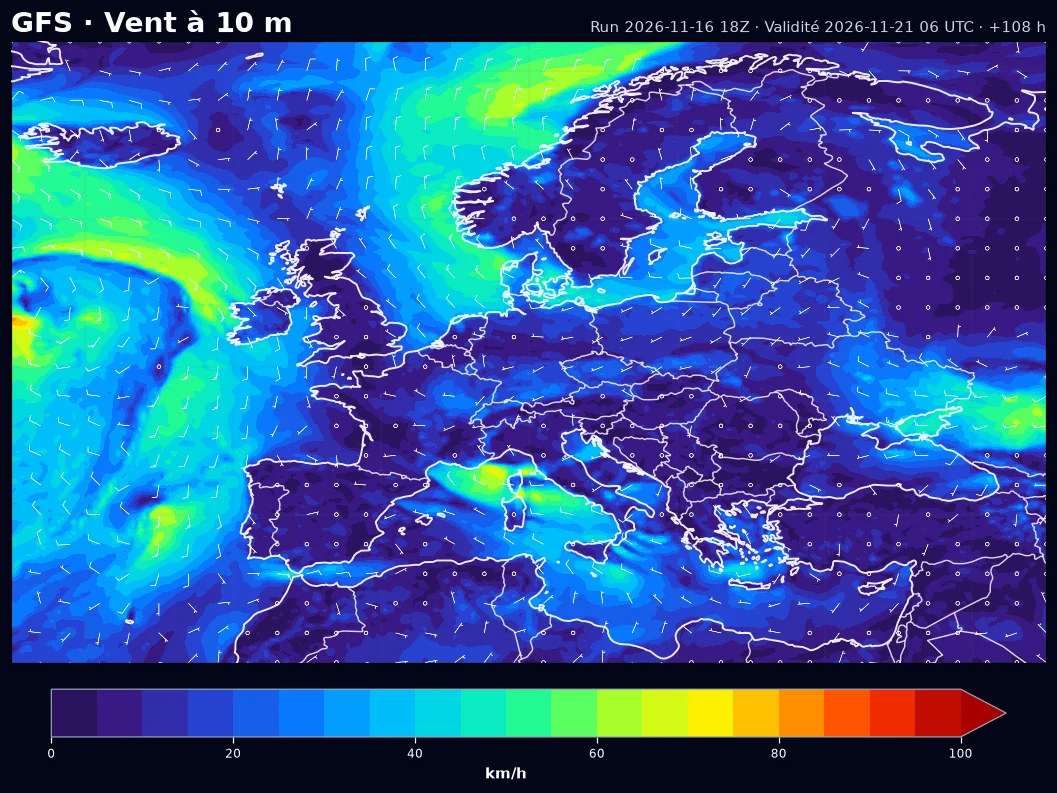 GFS · Vent à 10 m
Run 2026-11-16 18Z · Validité 2026-11-21 06 UTC · +108 h
0 20 40 60 80 100
km/h